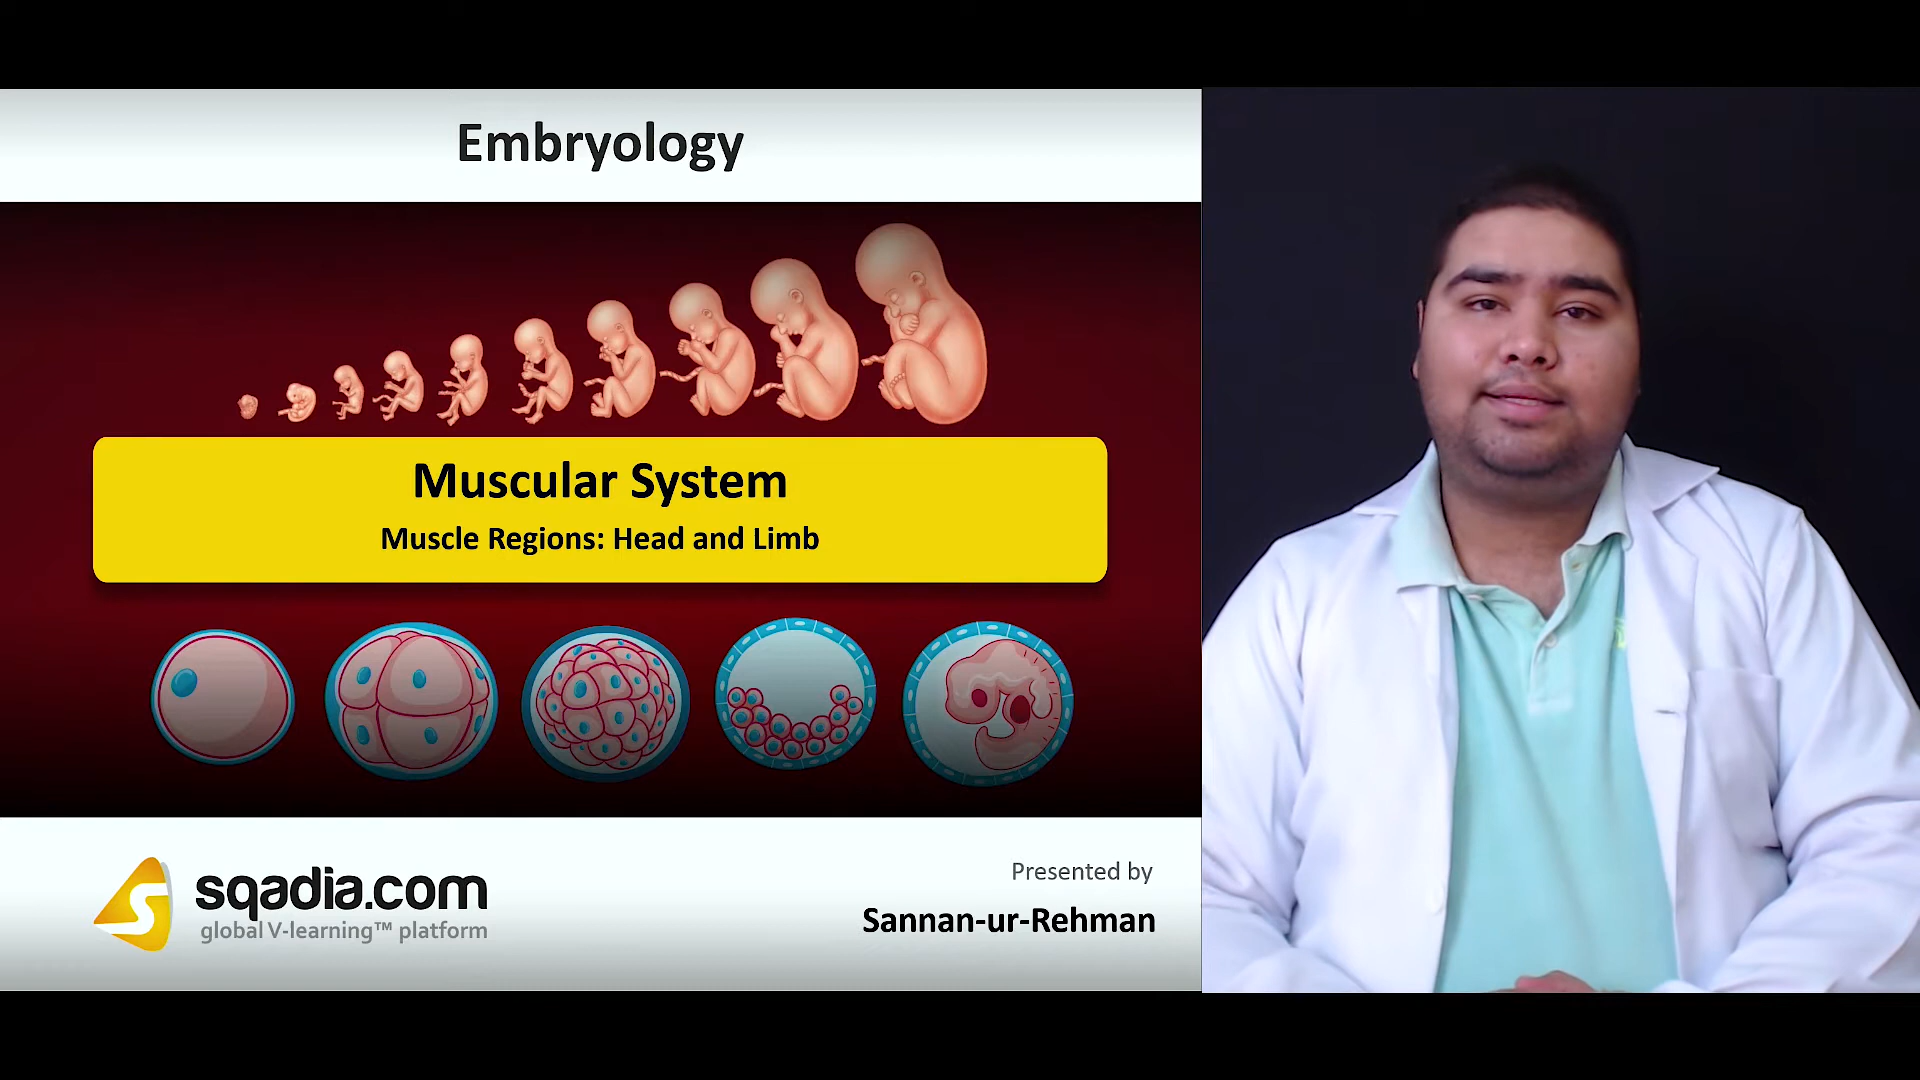 Embryology
Muscular System
Muscle Regions: Head and Limb
sqadia.com
global V-learning™ platform
Presented by
Sannan-ur-Rehman